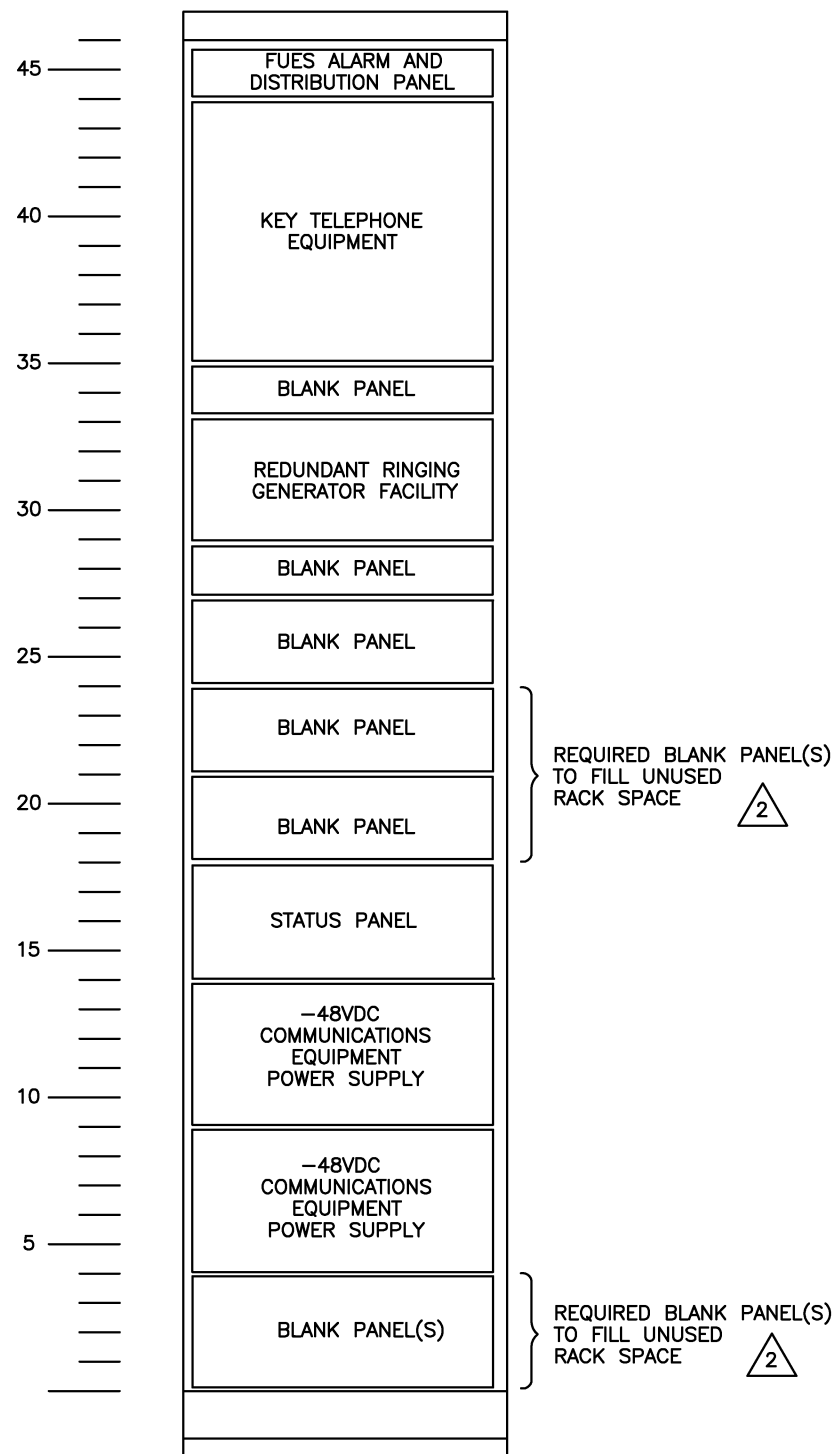 45
FUES ALARM AND
DISTRIBUTION PANEL
40
KEY TELEPHONE
EQUIPMENT
35
BLANK PANEL
REDUNDANT RINGING
GENERATOR FACILITY
30
BLANK PANEL
BLANK PANEL
25
BLANK PANEL
REQUIRED BLANK PANEL(S)
TO FILL UNUSED
RACK SPACE
2
20
BLANK PANEL
STATUS PANEL
15
-48VDC
COMMUNICATIONS
EQUIPMENT
POWER SUPPLY
10
-48VDC
COMMUNICATIONS
EQUIPMENT
POWER SUPPLY
5
BLANK PANEL(S)
REQUIRED BLANK PANEL(S)
TO FILL UNUSED
RACK SPACE
2